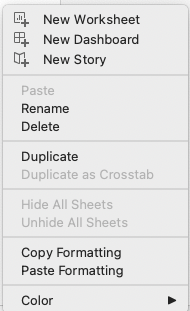 New Worksheet
New Dashboard
New Story
Paste
Rename
Delete
Duplicate
Duplicate as Crosstab
Hide All Sheets
Unhide All Sheets
Copy Formatting
Paste Formatting
Color